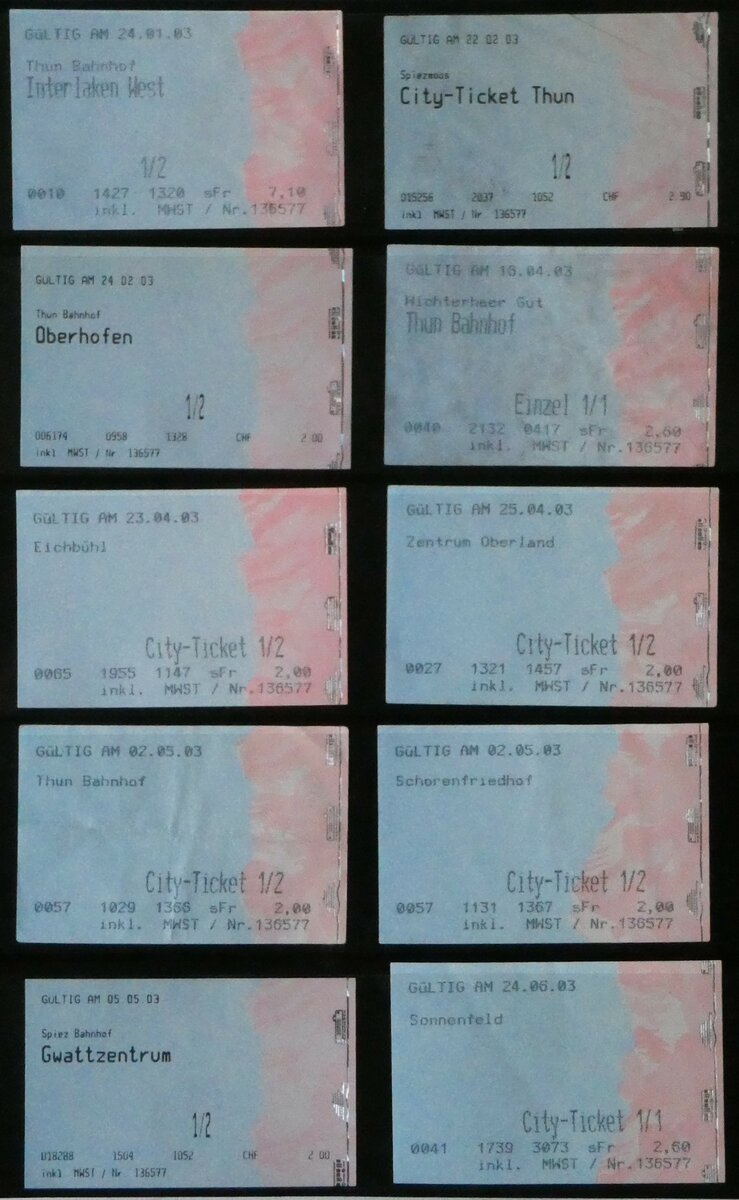 GÜLTIG AM 24.01.03
Thun Bahnhof
Interlaken West
1/2
0010 1427 1320 sFr 7,10
inkl. MWST / Nr.136577
GÜLTIG AM 22 02 03
Spiezmoos
City-Ticket Thun
1/2
015256 2037 1052 CHF 2 90
inkl MWST / Nr 136577
GÜLTIG AM 24 02 03
Thun Bahnhof
Oberhofen
1/2
006174 0958 1328 CHF 2 00
inkl MWST / Nr 136577
GÜLTIG AM 16.04.03
Wichterheer Gut
Thun Bahnhof
Einzel 1/1
0040 2132 0417 sFr 2,60
inkl. MWST / Nr.136577
GÜLTIG AM 23.04.03
Eichbühl
City-Ticket 1/2
0065 1955 1147 sFr 2,00
inkl. MWST / Nr.136577
GÜLTIG AM 25.04.03
Zentrum Oberland
City-Ticket 1/2
0027 1321 1457 sFr 2,00
inkl. MWST / Nr.136577
GÜLTIG AM 02.05.03
Thun Bahnhof
City-Ticket 1/2
0057 1029 1366 sFr 2,00
inkl. MWST / Nr.136577
GÜLTIG AM 02.05.03
Schorenfriedhof
City-Ticket 1/2
0057 1131 1367 sFr 2,00
inkl. MWST / Nr.136577
GÜLTIG AM 05 05 03
Spiez Bahnhof
Gwattzentrum
1/2
018288 1504 1052 CHF 2 00
inkl MWST / Nr 136577
GÜLTIG AM 24.06.03
Sonnenfeld
City-Ticket 1/1
0041 1739 3073 sFr 2,60
inkl. MWST / Nr.136577